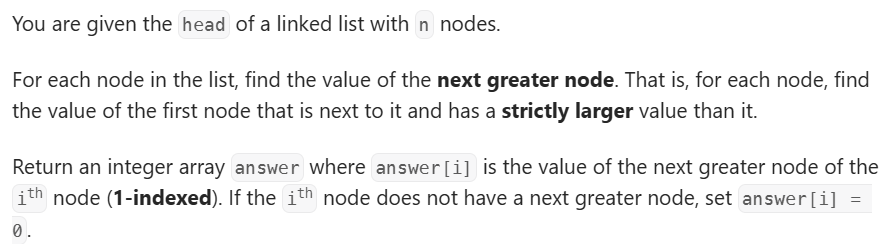 You are given the head of a linked list with n nodes.
For each node in the list, find the value of the next greater node. That is, for each node, find
the value of the first node that is next to it and has a strictly larger value than it.
Return an integer array answer where answer[i] is the value of the next greater node of the
ith node (1-indexed). If the ith node does not have a next greater node, set answer[i] =
0.